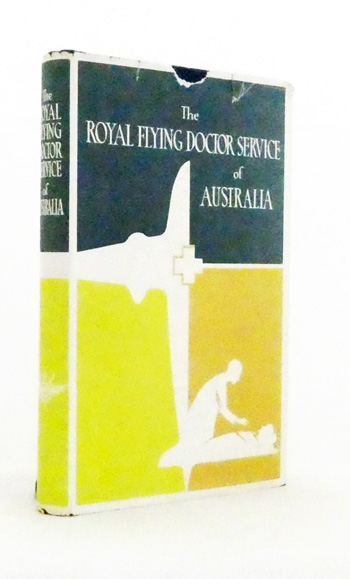 The
ROYAL FLYING DOCTOR SERVICE
of
AUSTRALIA
The
ROYAL
FLYING
DOCTOR
SERVICE
of
AUSTRALIA